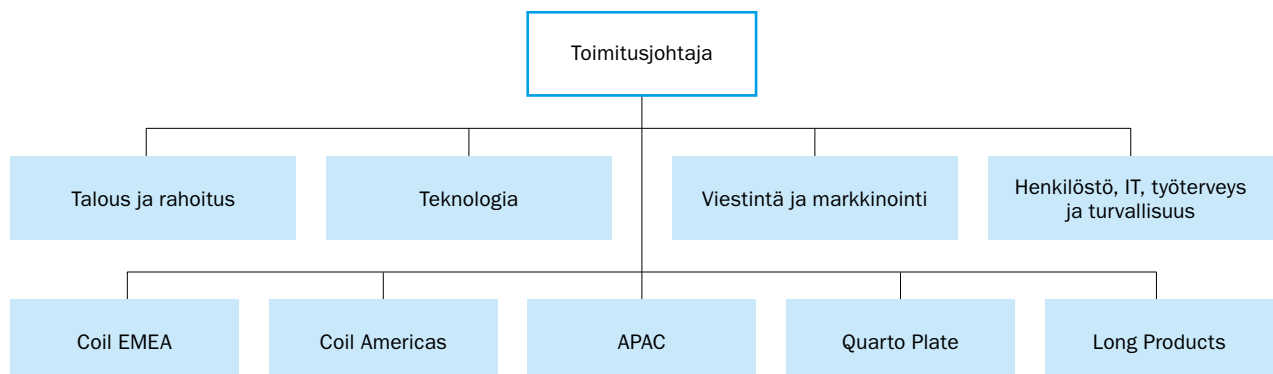 Toimitusjohtaja
Talous ja rahoitus
Teknologia
Viestintä ja markkinointi
Henkilöstö, IT, työterveys
ja turvallisuus
Coil EMEA
Coil Americas
APAC
Quarto Plate
Long Products